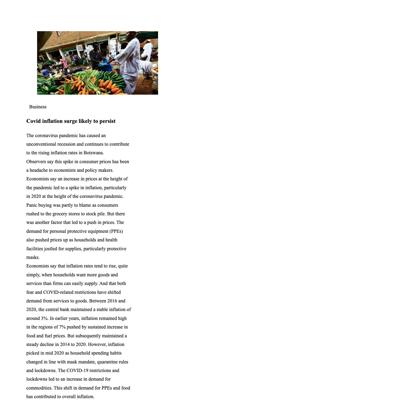 Business
Covid inflation surge likely to persist
The coronavirus pandemic has caused an
unconventional recession and continues to contribute
to the rising inflation rates in Botswana.
Observers say this spike in consumer prices has been
a headache to economists and policy makers.
Economists say an increase in prices at the height of
the pandemic led to a spike in inflation, particularly
in 2020 at the height of the coronavirus pandemic.
Panic buying was partly to blame as consumers
rushed to the grocery stores to stock pile. But there
was another factor that led to a push in prices. The
demand for personal protective equipment (PPEs)
also pushed prices up as households and health
facilities jostled for supplies, particularly protective
masks.
Economists say that inflation rates tend to rise, quite
simply, when households want more goods and
services than firms can easily supply. And that both
fear and COVID-related restrictions have shifted
demand from services to goods. Between 2016 and
2020, the central bank maintained a stable inflation of
around 3%. In earlier years, inflation remained high
in the regions of 7% pushed by sustained increase in
food and fuel prices. But subsequently maintained a
steady decline in 2014 to 2020. However, inflation
picked in mid 2020 as household spending habits
changed in line with mask mandate, quarantine rules
and lockdowns. The COVID-19 restrictions and
lockdowns led to an increase in demand for
commodities. This shift in demand for PPEs and food
has contributed to overall inflation.